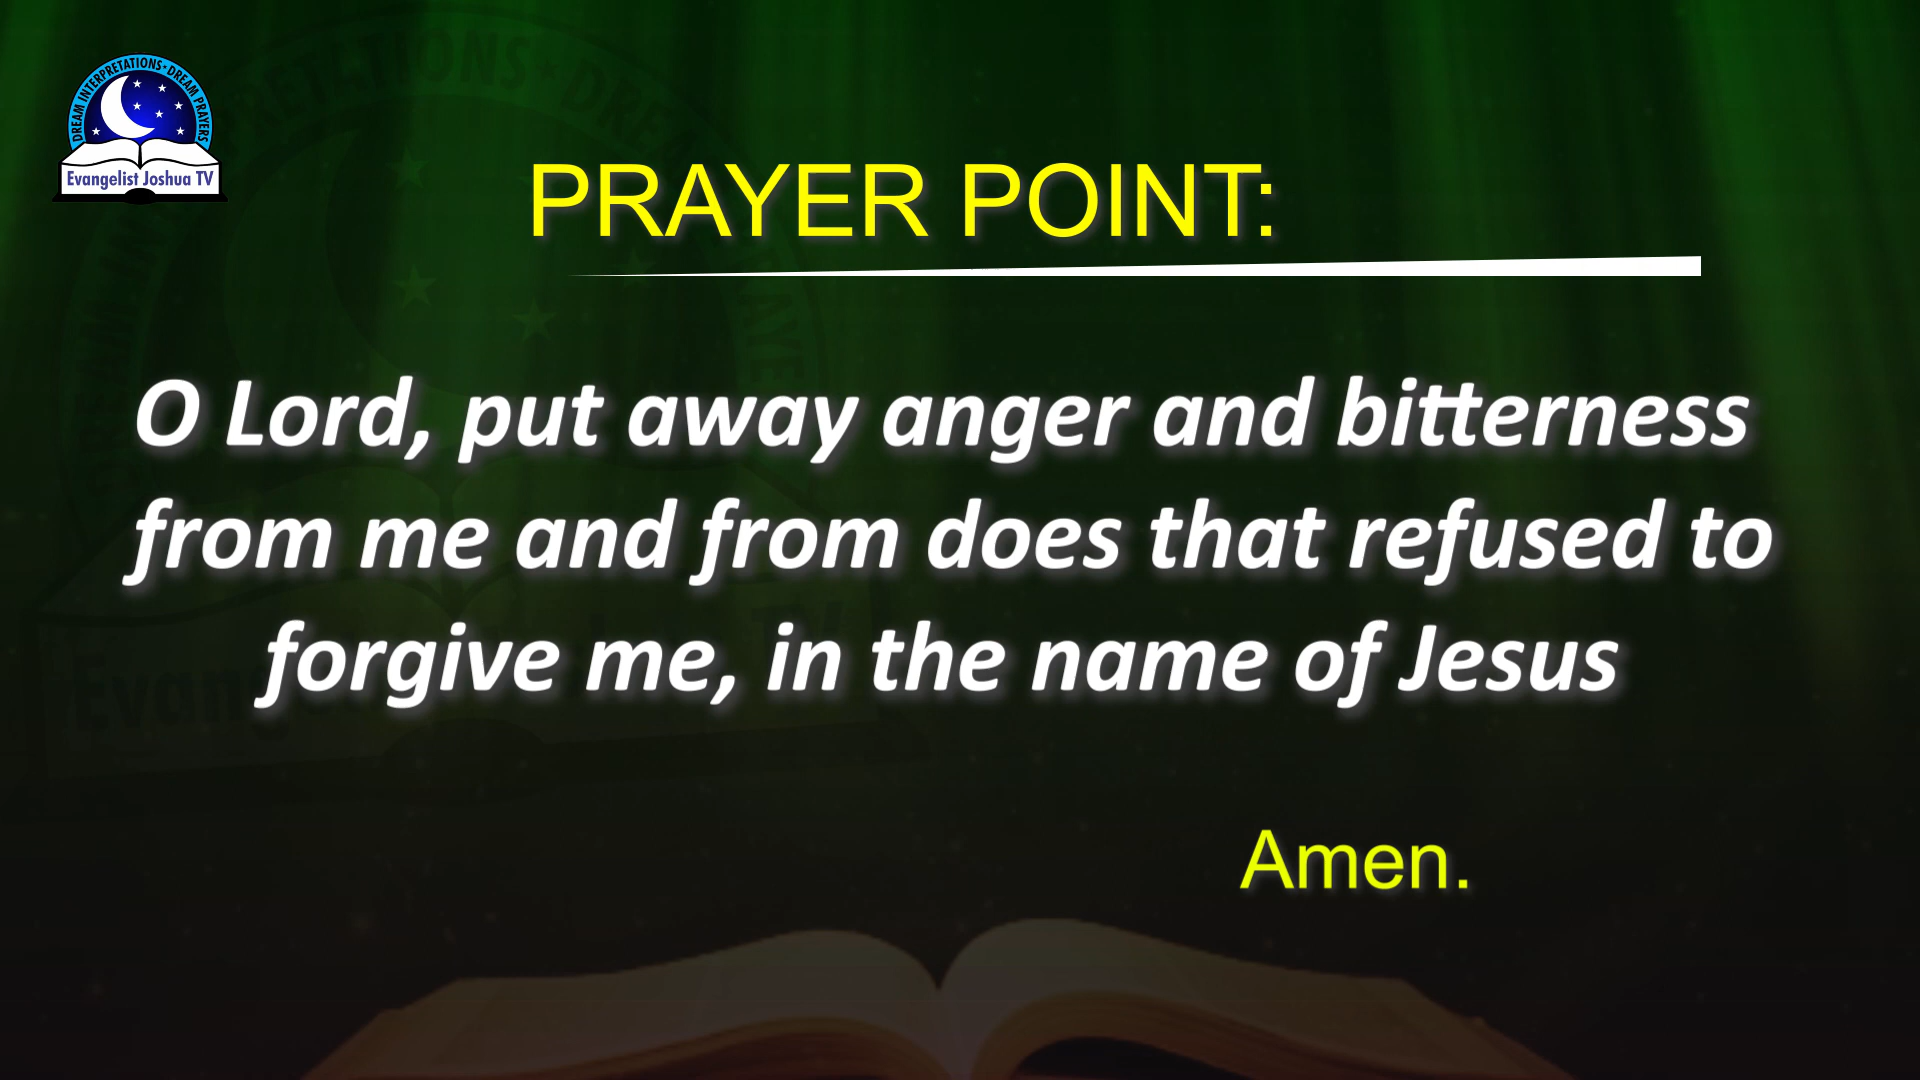 DREAM INTERPRETATIONS • DREAM PRAYERS
Evangelist Joshua TV
PRAYER POINT:
O Lord, put away anger and bitterness
from me and from does that refused to
forgive me, in the name of Jesus
Amen.